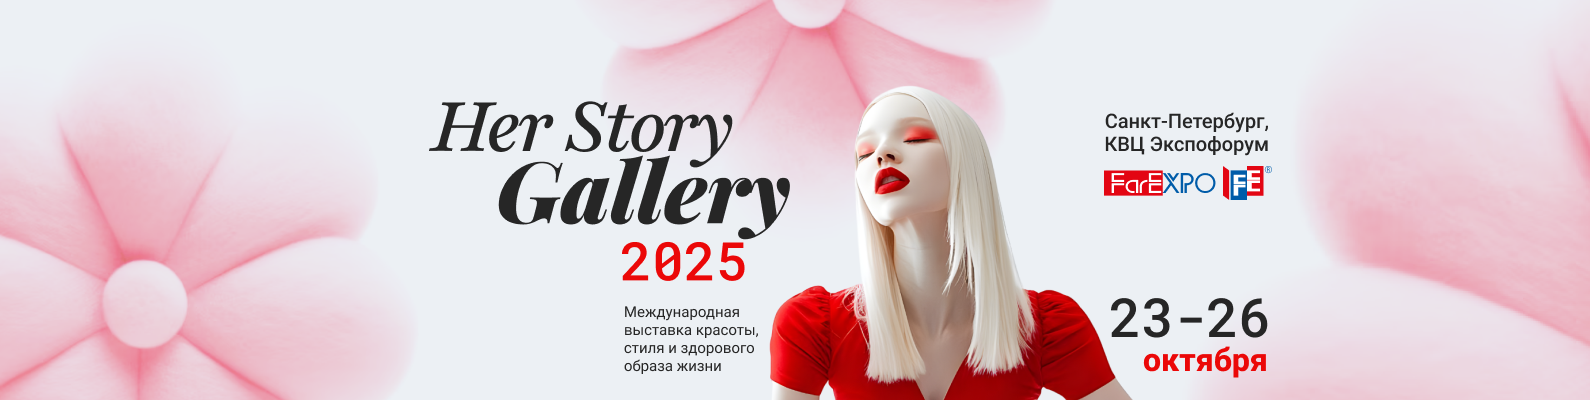 Her Story
Gallery
2025
Международная
выставка красоты,
стиля и здорового
образа жизни
Санкт-Петербург,
КВЦ Экспофорум
FarEXPO FE®
23-26
октября